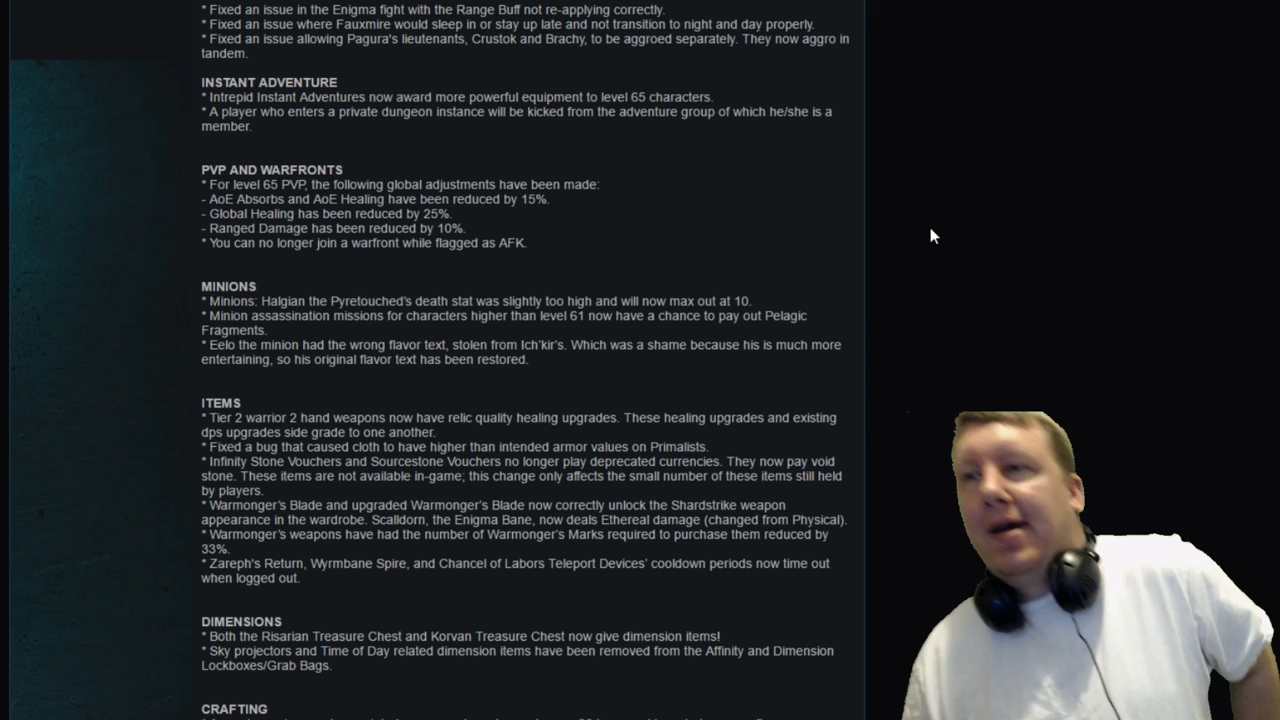 * Fixed an issue in the Enigma fight with the Range Buff not re-applying correctly.
* Fixed an issue where Fauxmire would sleep in or stay up late and not transition to night and day properly.
* Fixed an issue allowing Pagura's lieutenants, Crustok and Brachy, to be aggroed separately. They now aggro in
tandem.
INSTANT ADVENTURE
* Intrepid Instant Adventures now award more powerful equipment to level 65 characters.
* A player who enters a private dungeon instance will be kicked from the adventure group of which he/she is a
member.
PVP AND WARFRONTS
* For level 65 PVP, the following global adjustments have been made:
- AoE Absorbs and AoE Healing have been reduced by 15%.
- Global Healing has been reduced by 25%.
- Ranged Damage has been reduced by 10%.
* You can no longer join a warfront while flagged as AFK.
MINIONS
* Minions: Halgian the Pyretouched's death stat was slightly too high and will now max out at 10.
* Minion assassination missions for characters higher than level 61 now have a chance to pay out Pelagic
Fragments.
* Eelo the minion had the wrong flavor text, stolen from Ich'kir's. Which was a shame because his is much more
entertaining, so his original flavor text has been restored.
ITEMS
* Tier 2 warrior 2 hand weapons now have relic quality healing upgrades. These healing upgrades and existing
dps upgrades side grade to one another.
* Fixed a bug that caused cloth to have higher than intended armor values on Primalists.
* Infinity Stone Vouchers and Sourcestone Vouchers no longer play deprecated currencies. They now pay void
stone. These items are not available in-game; this change only affects the small number of these items still held
by players.
* Warmonger's Blade and upgraded Warmonger's Blade now correctly unlock the Shardstrike weapon
appearance in the wardrobe. Scalldorn, the Enigma Bane, now deals Ethereal damage (changed from Physical).
* Warmonger's weapons have had the number of Warmonger's Marks required to purchase them reduced by
33%.
* Zareph's Return, Wyrmbane Spire, and Chancel of Labors Teleport Devices' cooldown periods now time out
when logged out.
DIMENSIONS
* Both the Risarian Treasure Chest and Korvan Treasure Chest now give dimension items!
* Sky projectors and Time of Day related dimension items have been removed from the Affinity and Dimension
Lockboxes/Grab Bags.
CRAFTING